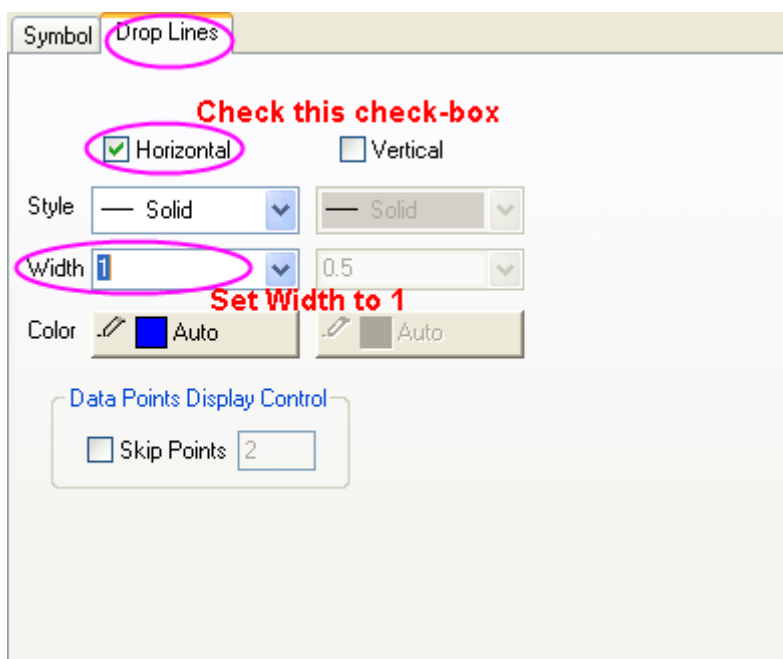 Symbol Drop Lines
Check this check-box
Horizontal Vertical
Style Solid Solid
Width 1 0.5
Set Width to 1
Color Auto Auto
Data Points Display Control
Skip Points 2